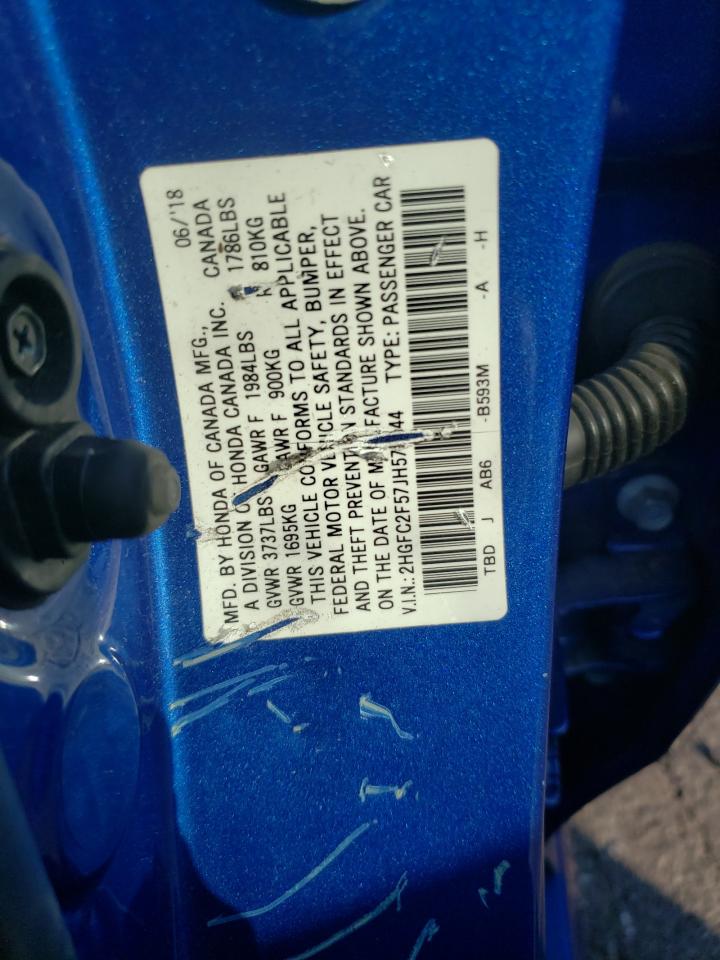 MFD. BY HONDA OF CANADA MFG., 06/'18
A DIVISION OF HONDA CANADA INC. CANADA
GVWR 3737LBS GAWR F 1984LBS 1786LBS
GVWR 1695KG GAWR F 900KG R 810KG
THIS VEHICLE CONFORMS TO ALL APPLICABLE
FEDERAL MOTOR VEHICLE SAFETY, BUMPER,
AND THEFT PREVENTION STANDARDS IN EFFECT
ON THE DATE OF MANUFACTURE SHOWN ABOVE.
V.I.N.: TYPE: PASSENGER CAR
TBD J AB6 -B593M -A -H